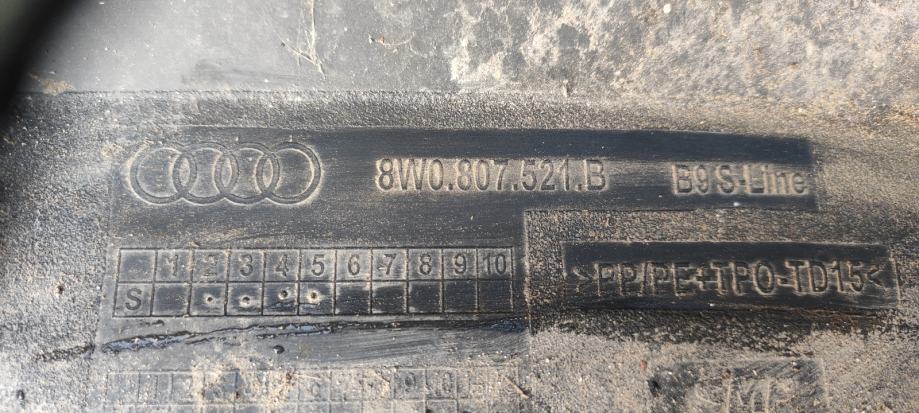 8W0.807.521.B B9 S-Line
1 2 3 4 5 6 7 8 9 10
S
>PP/PE+TPO-TD15<